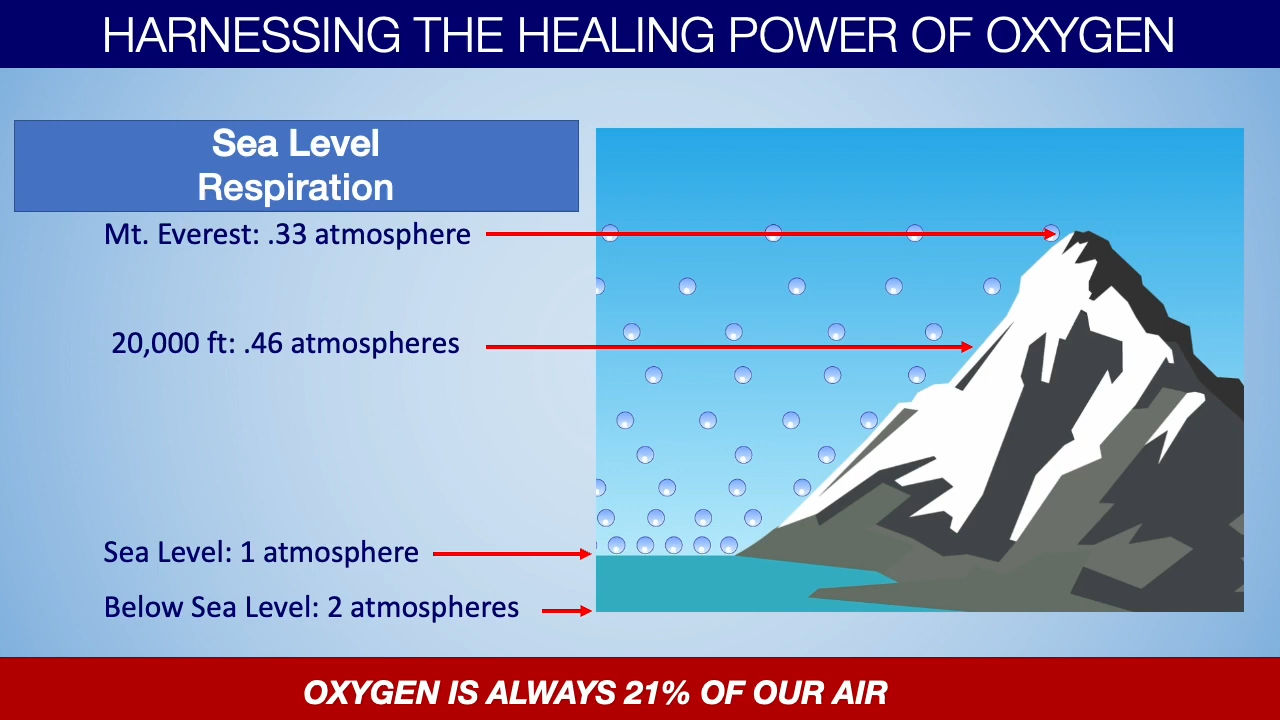 HARNESSING THE HEALING POWER OF OXYGEN
Sea Level
Respiration
Mt. Everest: .33 atmosphere
20,000 ft: .46 atmospheres
Sea Level: 1 atmosphere
Below Sea Level: 2 atmospheres
OXYGEN IS ALWAYS 21% OF OUR AIR